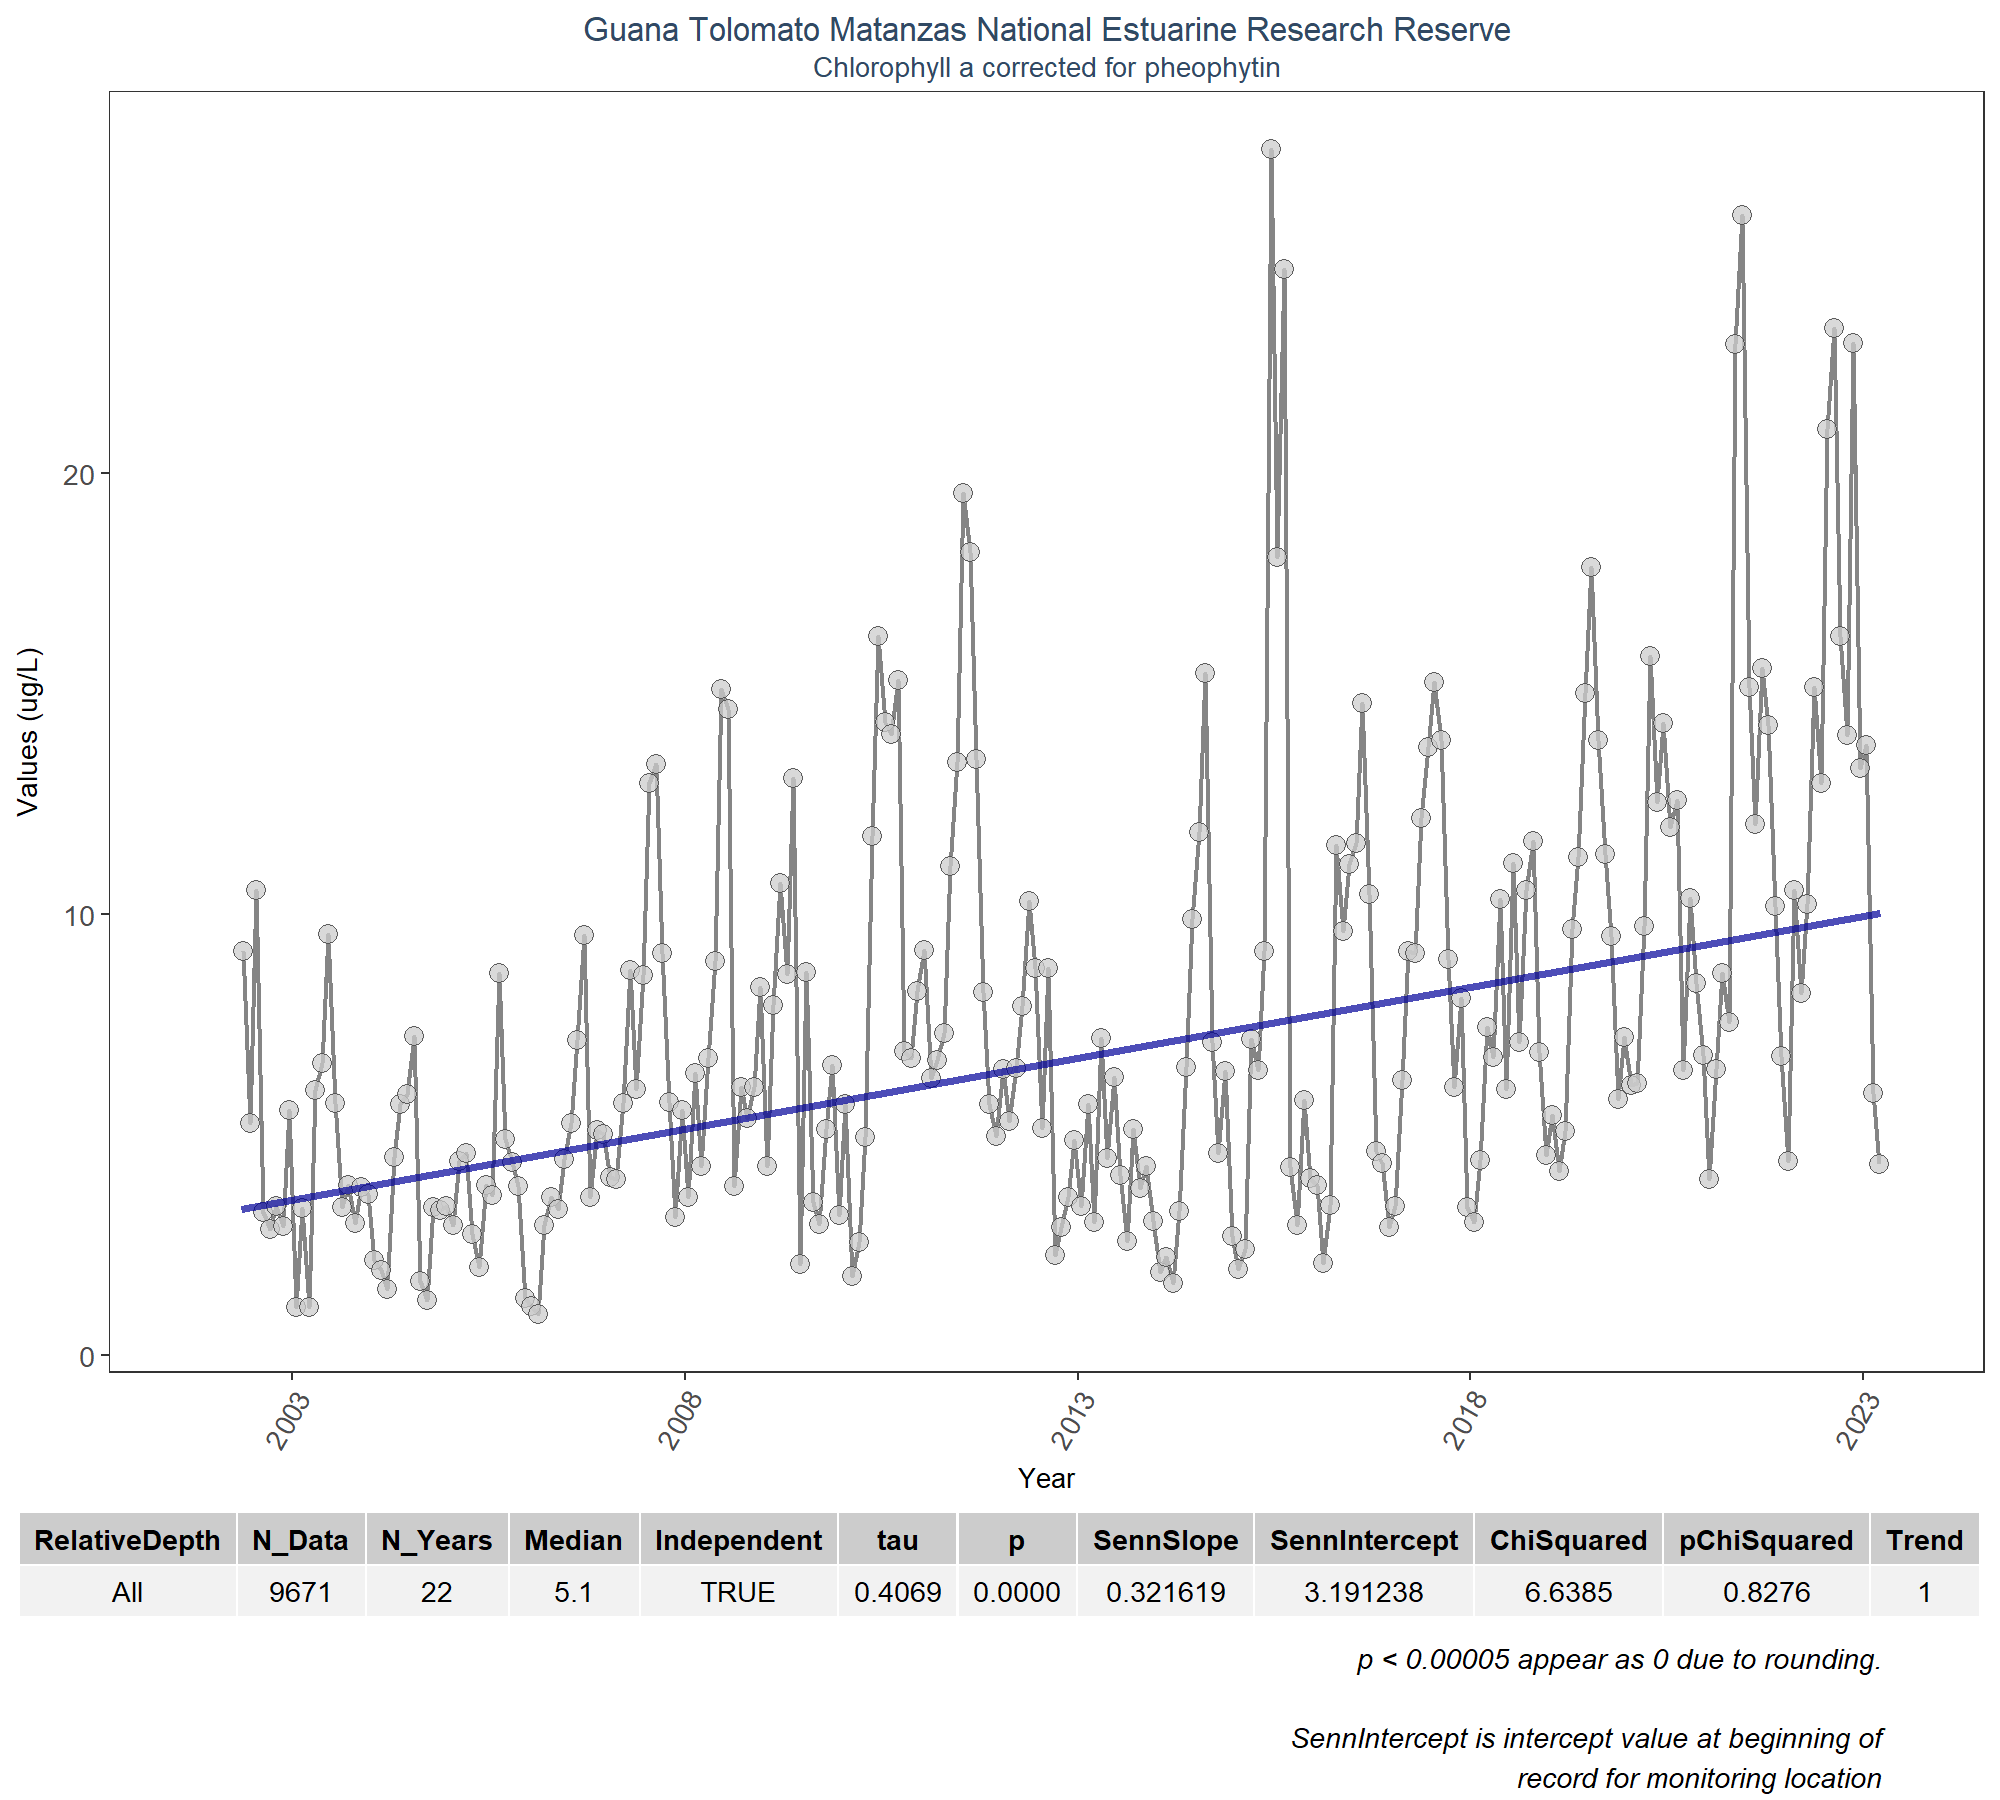 Guana Tolomato Matanzas National Estuarine Research Reserve
Chlorophyll a corrected for pheophytin
Values (ug/L)
20
10
0
2003 2008 2013 2018 2023
Year
RelativeDepth N_Data N_Years Median Independent tau p SennSlope SennIntercept ChiSquared pChiSquared Trend
All 9671 22 5.1 TRUE 0.4069 0.0000 0.321619 3.191238 6.6385 0.8276 1
p < 0.00005 appear as 0 due to rounding.
SennIntercept is intercept value at beginning of
record for monitoring location